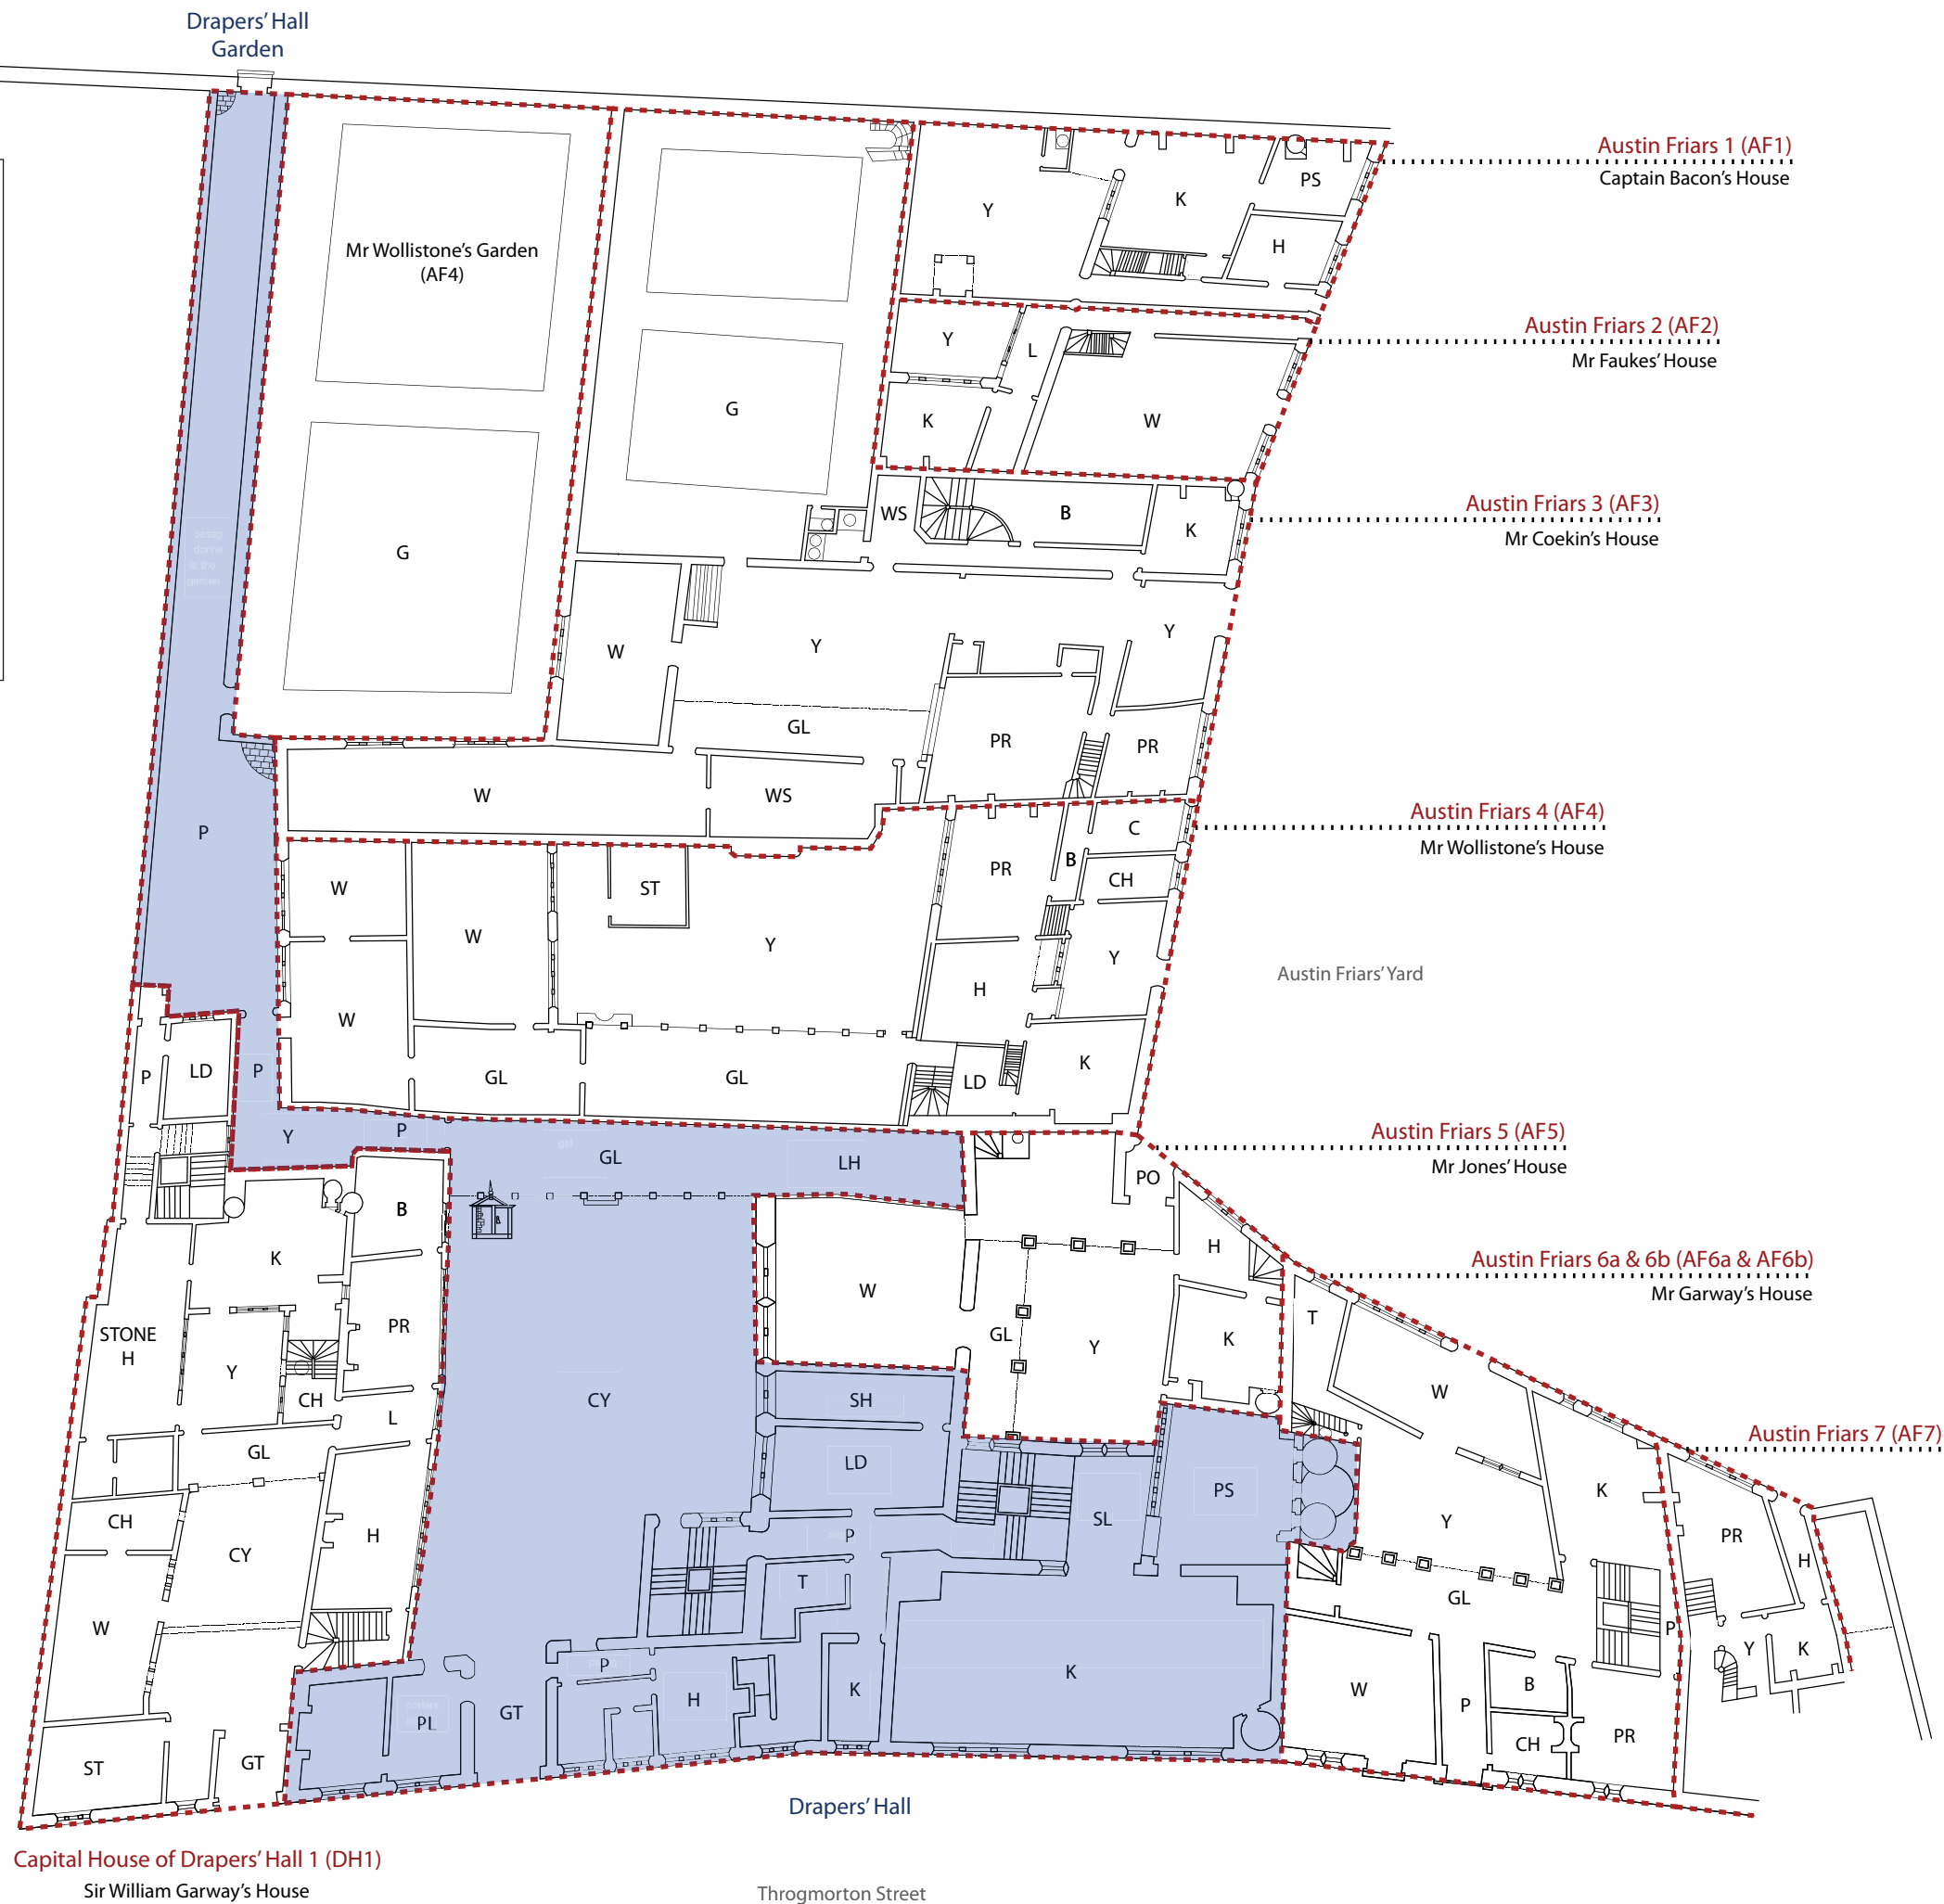 Drapers' Hall
Garden
Austin Friars 1 (AF1)
Captain Bacon's House
PS
K
Y
H
Mr Wollistone's Garden
(AF4)
Austin Friars 2 (AF2)
Mr Faukes' House
Y
L
G
K
W
Austin Friars 3 (AF3)
Mr Coekin's House
WS
B
K
G
to the
garden
W
Y
Y
GL
PR
PR
W
WS
Austin Friars 4 (AF4)
Mr Wollistone's House
P
C
PR
B
CH
W
ST
W
Y
Y
Austin Friars' Yard
H
W
P
LD
P
GL
GL
LD
K
Austin Friars 5 (AF5)
Mr Jones' House
Y
P
GL
LH
PO
B
K
H
Austin Friars 6a & 6b (AF6a & AF6b)
Mr Garway's House
W
STONE
H
PR
GL
Y
K
T
Y
CH
CY
SH
W
L
GL
LD
PS
Austin Friars 7 (AF7)
K
CH
H
SL
Y
PR
CY
P
T
H
GL
W
P
K
P
H
K
K
W
P
B
Y
K
PL
GT
CH
PR
ST
GT
Drapers' Hall
Capital House of Drapers' Hall 1 (DH1)
Sir William Garway's House
Throgmorton Street